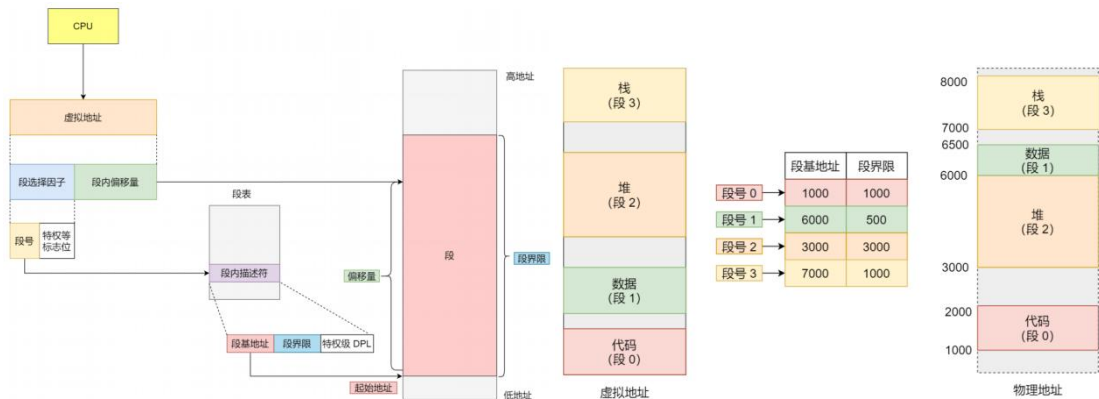 CPU
虚拟地址
段选择因子
段内偏移量
段号
特权等
标志位
段表
段内描述符
段基地址
段界限
特权级 DPL
起始地址
偏移量
高地址
段
段界限
低地址
栈
(段 3)
堆
(段 2)
数据
(段 1)
代码
(段 0)
虚拟地址
段基地址 段界限
段号 0 1000 1000
段号 1 6000 500
段号 2 3000 3000
段号 3 7000 1000
8000
栈
(段 3)
7000
6500
数据
(段 1)
6000
堆
(段 2)
3000
2000
代码
(段 0)
1000
物理地址